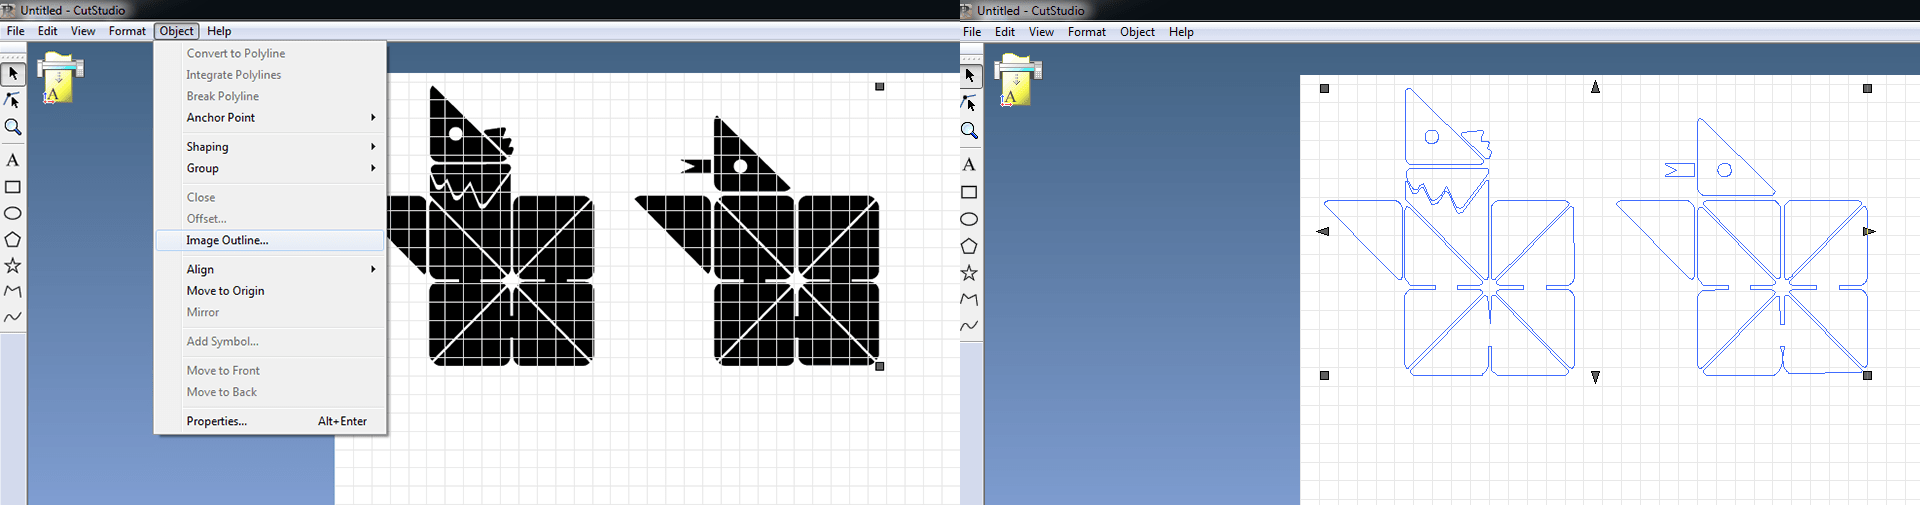 Untitled - CutStudio
File Edit View Format Object Help
Convert to Polyline
Integrate Polylines
Break Polyline
Anchor Point
Shaping
Group
Close
Offset...
Image Outline...
Align
Move to Origin
Mirror
Add Symbol...
Move to Front
Move to Back
Properties... Alt+Enter
A
A
Untitled - CutStudio
File Edit View Format Object Help
A
A